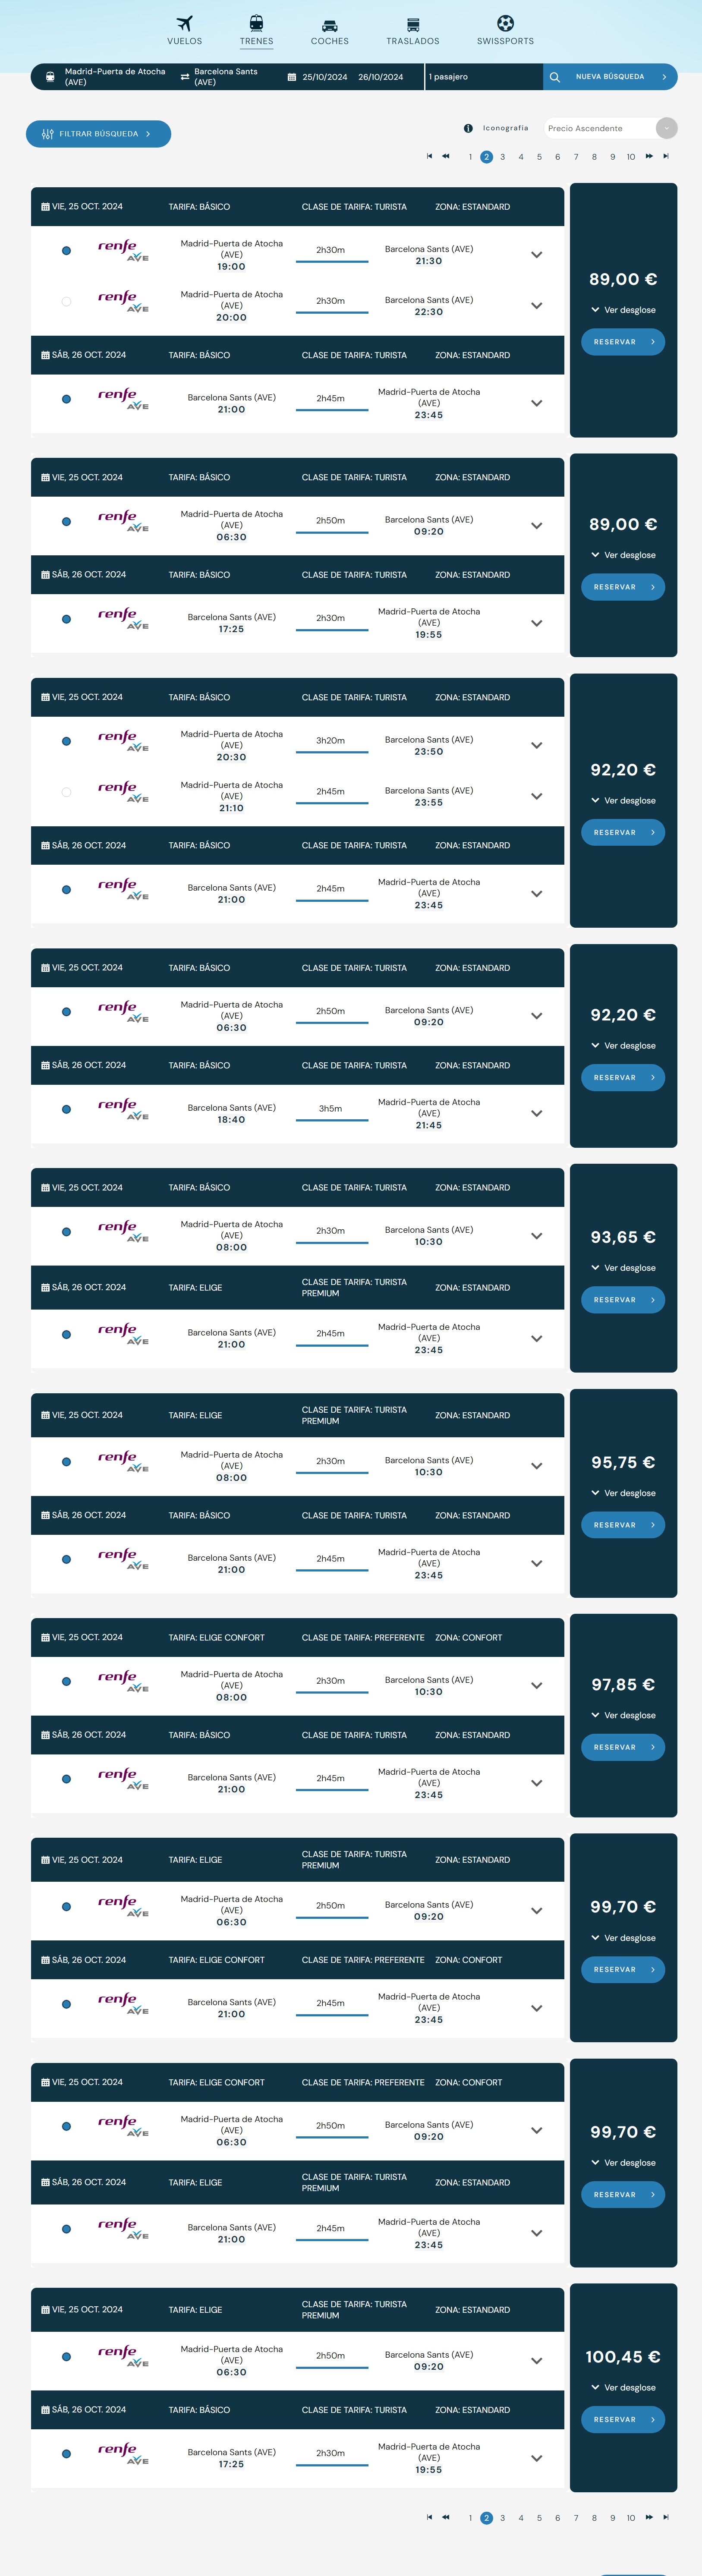 VUELOS
TRENES
COCHES
TRASLADOS
SWISSPORTS
Madrid-Puerta de Atocha
(AVE)
Barcelona Sants
(AVE)
25/10/2024 26/10/2024
1 pasajero
NUEVA BÚSQUEDA
FILTRAR BÚSQUEDA
Iconografía
Precio Ascendente
1 2 3 4 5 6 7 8 9 10
VIE, 25 OCT. 2024 TARIFA: BÁSICO CLASE DE TARIFA: TURISTA ZONA: ESTANDARD
renfe AVE
Madrid-Puerta de Atocha
(AVE)
19:00
2h30m
Barcelona Sants (AVE)
21:30
renfe AVE
Madrid-Puerta de Atocha
(AVE)
20:00
2h30m
Barcelona Sants (AVE)
22:30
SÁB, 26 OCT. 2024 TARIFA: BÁSICO CLASE DE TARIFA: TURISTA ZONA: ESTANDARD
renfe AVE
Barcelona Sants (AVE)
21:00
2h45m
Madrid-Puerta de Atocha
(AVE)
23:45
89,00 €
Ver desglose
RESERVAR
VIE, 25 OCT. 2024 TARIFA: BÁSICO CLASE DE TARIFA: TURISTA ZONA: ESTANDARD
renfe AVE
Madrid-Puerta de Atocha
(AVE)
06:30
2h50m
Barcelona Sants (AVE)
09:20
SÁB, 26 OCT. 2024 TARIFA: BÁSICO CLASE DE TARIFA: TURISTA ZONA: ESTANDARD
renfe AVE
Barcelona Sants (AVE)
17:25
2h30m
Madrid-Puerta de Atocha
(AVE)
19:55
89,00 €
Ver desglose
RESERVAR
VIE, 25 OCT. 2024 TARIFA: BÁSICO CLASE DE TARIFA: TURISTA ZONA: ESTANDARD
renfe AVE
Madrid-Puerta de Atocha
(AVE)
20:30
3h20m
Barcelona Sants (AVE)
23:50
renfe AVE
Madrid-Puerta de Atocha
(AVE)
21:10
2h45m
Barcelona Sants (AVE)
23:55
SÁB, 26 OCT. 2024 TARIFA: BÁSICO CLASE DE TARIFA: TURISTA ZONA: ESTANDARD
renfe AVE
Barcelona Sants (AVE)
21:00
2h45m
Madrid-Puerta de Atocha
(AVE)
23:45
92,20 €
Ver desglose
RESERVAR
VIE, 25 OCT. 2024 TARIFA: BÁSICO CLASE DE TARIFA: TURISTA ZONA: ESTANDARD
renfe AVE
Madrid-Puerta de Atocha
(AVE)
06:30
2h50m
Barcelona Sants (AVE)
09:20
SÁB, 26 OCT. 2024 TARIFA: BÁSICO CLASE DE TARIFA: TURISTA ZONA: ESTANDARD
renfe AVE
Barcelona Sants (AVE)
18:40
3h5m
Madrid-Puerta de Atocha
(AVE)
21:45
92,20 €
Ver desglose
RESERVAR
VIE, 25 OCT. 2024 TARIFA: BÁSICO CLASE DE TARIFA: TURISTA ZONA: ESTANDARD
renfe AVE
Madrid-Puerta de Atocha
(AVE)
08:00
2h30m
Barcelona Sants (AVE)
10:30
SÁB, 26 OCT. 2024 TARIFA: ELIGE CLASE DE TARIFA: TURISTA
PREMIUM
ZONA: ESTANDARD
renfe AVE
Barcelona Sants (AVE)
21:00
2h45m
Madrid-Puerta de Atocha
(AVE)
23:45
93,65 €
Ver desglose
RESERVAR
VIE, 25 OCT. 2024 TARIFA: ELIGE CLASE DE TARIFA: TURISTA
PREMIUM
ZONA: ESTANDARD
renfe AVE
Madrid-Puerta de Atocha
(AVE)
08:00
2h30m
Barcelona Sants (AVE)
10:30
SÁB, 26 OCT. 2024 TARIFA: BÁSICO CLASE DE TARIFA: TURISTA ZONA: ESTANDARD
renfe AVE
Barcelona Sants (AVE)
21:00
2h45m
Madrid-Puerta de Atocha
(AVE)
23:45
95,75 €
Ver desglose
RESERVAR
VIE, 25 OCT. 2024 TARIFA: ELIGE CONFORT CLASE DE TARIFA: PREFERENTE ZONA: CONFORT
renfe AVE
Madrid-Puerta de Atocha
(AVE)
08:00
2h30m
Barcelona Sants (AVE)
10:30
SÁB, 26 OCT. 2024 TARIFA: BÁSICO CLASE DE TARIFA: TURISTA ZONA: ESTANDARD
renfe AVE
Barcelona Sants (AVE)
21:00
2h45m
Madrid-Puerta de Atocha
(AVE)
23:45
97,85 €
Ver desglose
RESERVAR
VIE, 25 OCT. 2024 TARIFA: ELIGE CLASE DE TARIFA: TURISTA
PREMIUM
ZONA: ESTANDARD
renfe AVE
Madrid-Puerta de Atocha
(AVE)
06:30
2h50m
Barcelona Sants (AVE)
09:20
SÁB, 26 OCT. 2024 TARIFA: ELIGE CONFORT CLASE DE TARIFA: PREFERENTE ZONA: CONFORT
renfe AVE
Barcelona Sants (AVE)
21:00
2h45m
Madrid-Puerta de Atocha
(AVE)
23:45
99,70 €
Ver desglose
RESERVAR
VIE, 25 OCT. 2024 TARIFA: ELIGE CONFORT CLASE DE TARIFA: PREFERENTE ZONA: CONFORT
renfe AVE
Madrid-Puerta de Atocha
(AVE)
06:30
2h50m
Barcelona Sants (AVE)
09:20
SÁB, 26 OCT. 2024 TARIFA: ELIGE CLASE DE TARIFA: TURISTA
PREMIUM
ZONA: ESTANDARD
renfe AVE
Barcelona Sants (AVE)
21:00
2h45m
Madrid-Puerta de Atocha
(AVE)
23:45
99,70 €
Ver desglose
RESERVAR
VIE, 25 OCT. 2024 TARIFA: ELIGE CLASE DE TARIFA: TURISTA
PREMIUM
ZONA: ESTANDARD
renfe AVE
Madrid-Puerta de Atocha
(AVE)
06:30
2h50m
Barcelona Sants (AVE)
09:20
SÁB, 26 OCT. 2024 TARIFA: BÁSICO CLASE DE TARIFA: TURISTA ZONA: ESTANDARD
renfe AVE
Barcelona Sants (AVE)
17:25
2h30m
Madrid-Puerta de Atocha
(AVE)
19:55
100,45 €
Ver desglose
RESERVAR
1 2 3 4 5 6 7 8 9 10